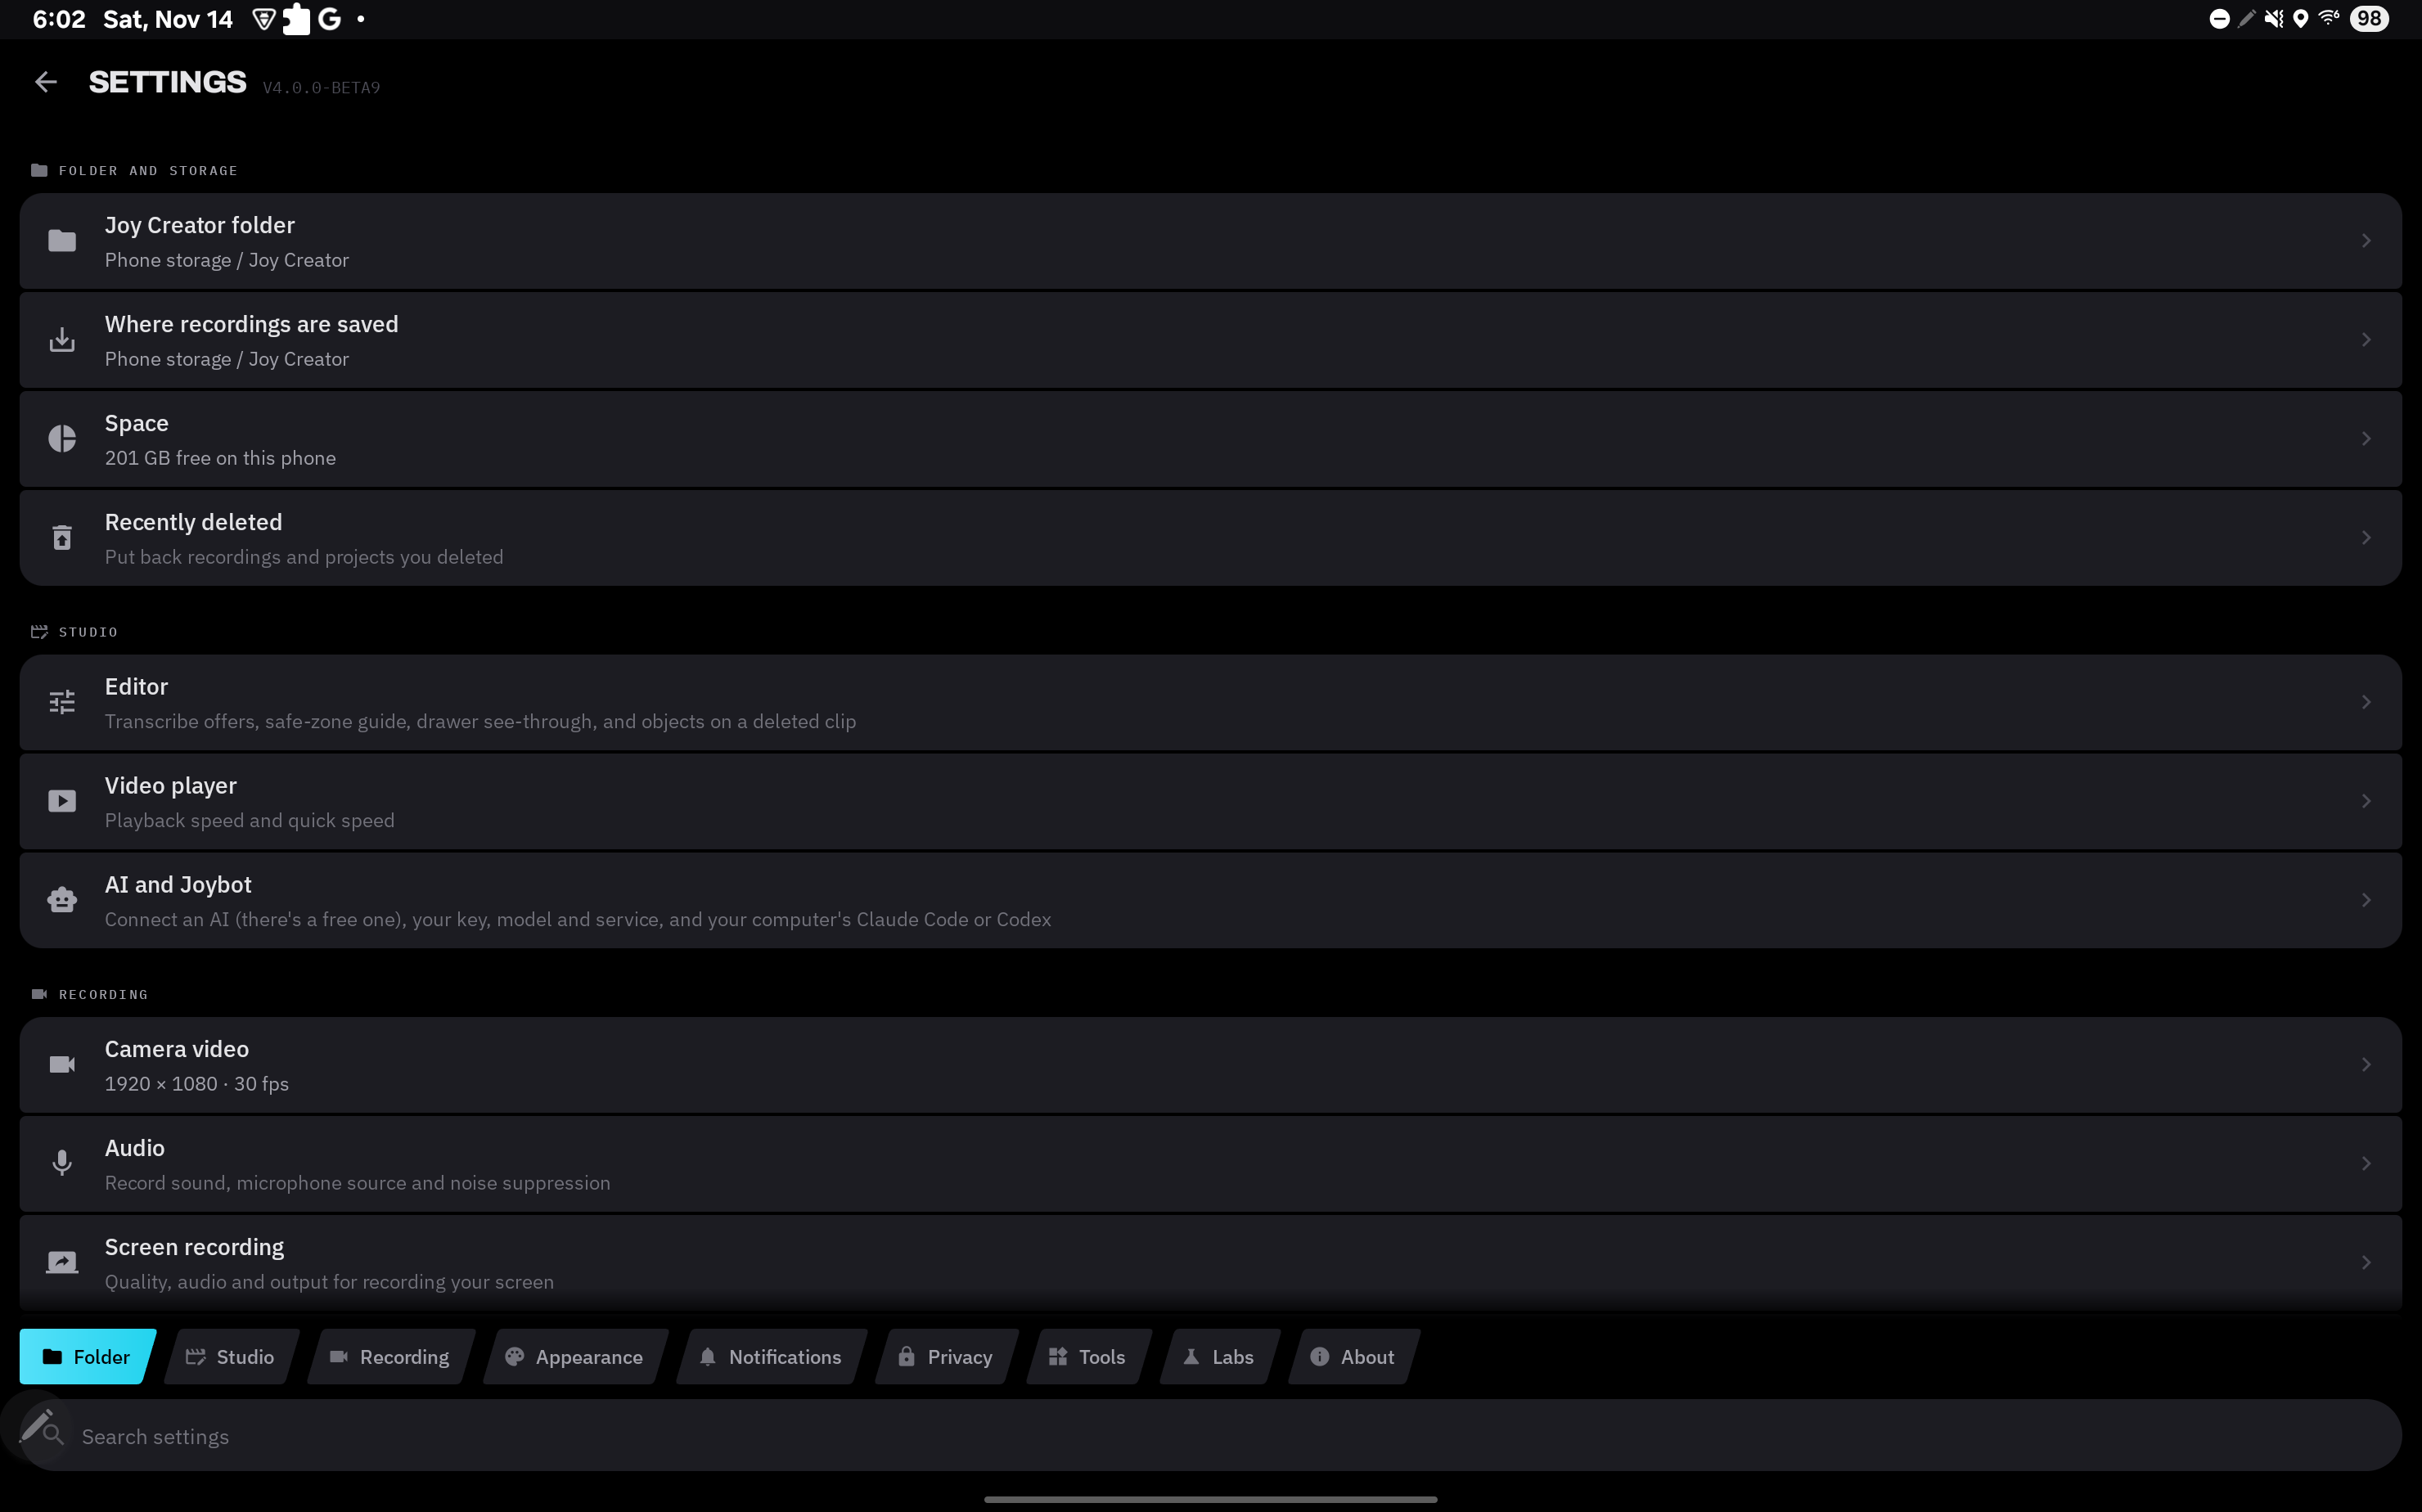 6:02 Sat, Nov 14
98
SETTINGS V4.0.0-BETA9
FOLDER AND STORAGE
Joy Creator folder
Phone storage / Joy Creator
Where recordings are saved
Phone storage / Joy Creator
Space
201 GB free on this phone
Recently deleted
Put back recordings and projects you deleted
STUDIO
Editor
Transcribe offers, safe-zone guide, drawer see-through, and objects on a deleted clip
Video player
Playback speed and quick speed
AI and Joybot
Connect an AI (there's a free one), your key, model and service, and your computer's Claude Code or Codex
RECORDING
Camera video
1920 × 1080 · 30 fps
Audio
Record sound, microphone source and noise suppression
Screen recording
Quality, audio and output for recording your screen
Folder Studio Recording Appearance Notifications Privacy Tools Labs About
Search settings